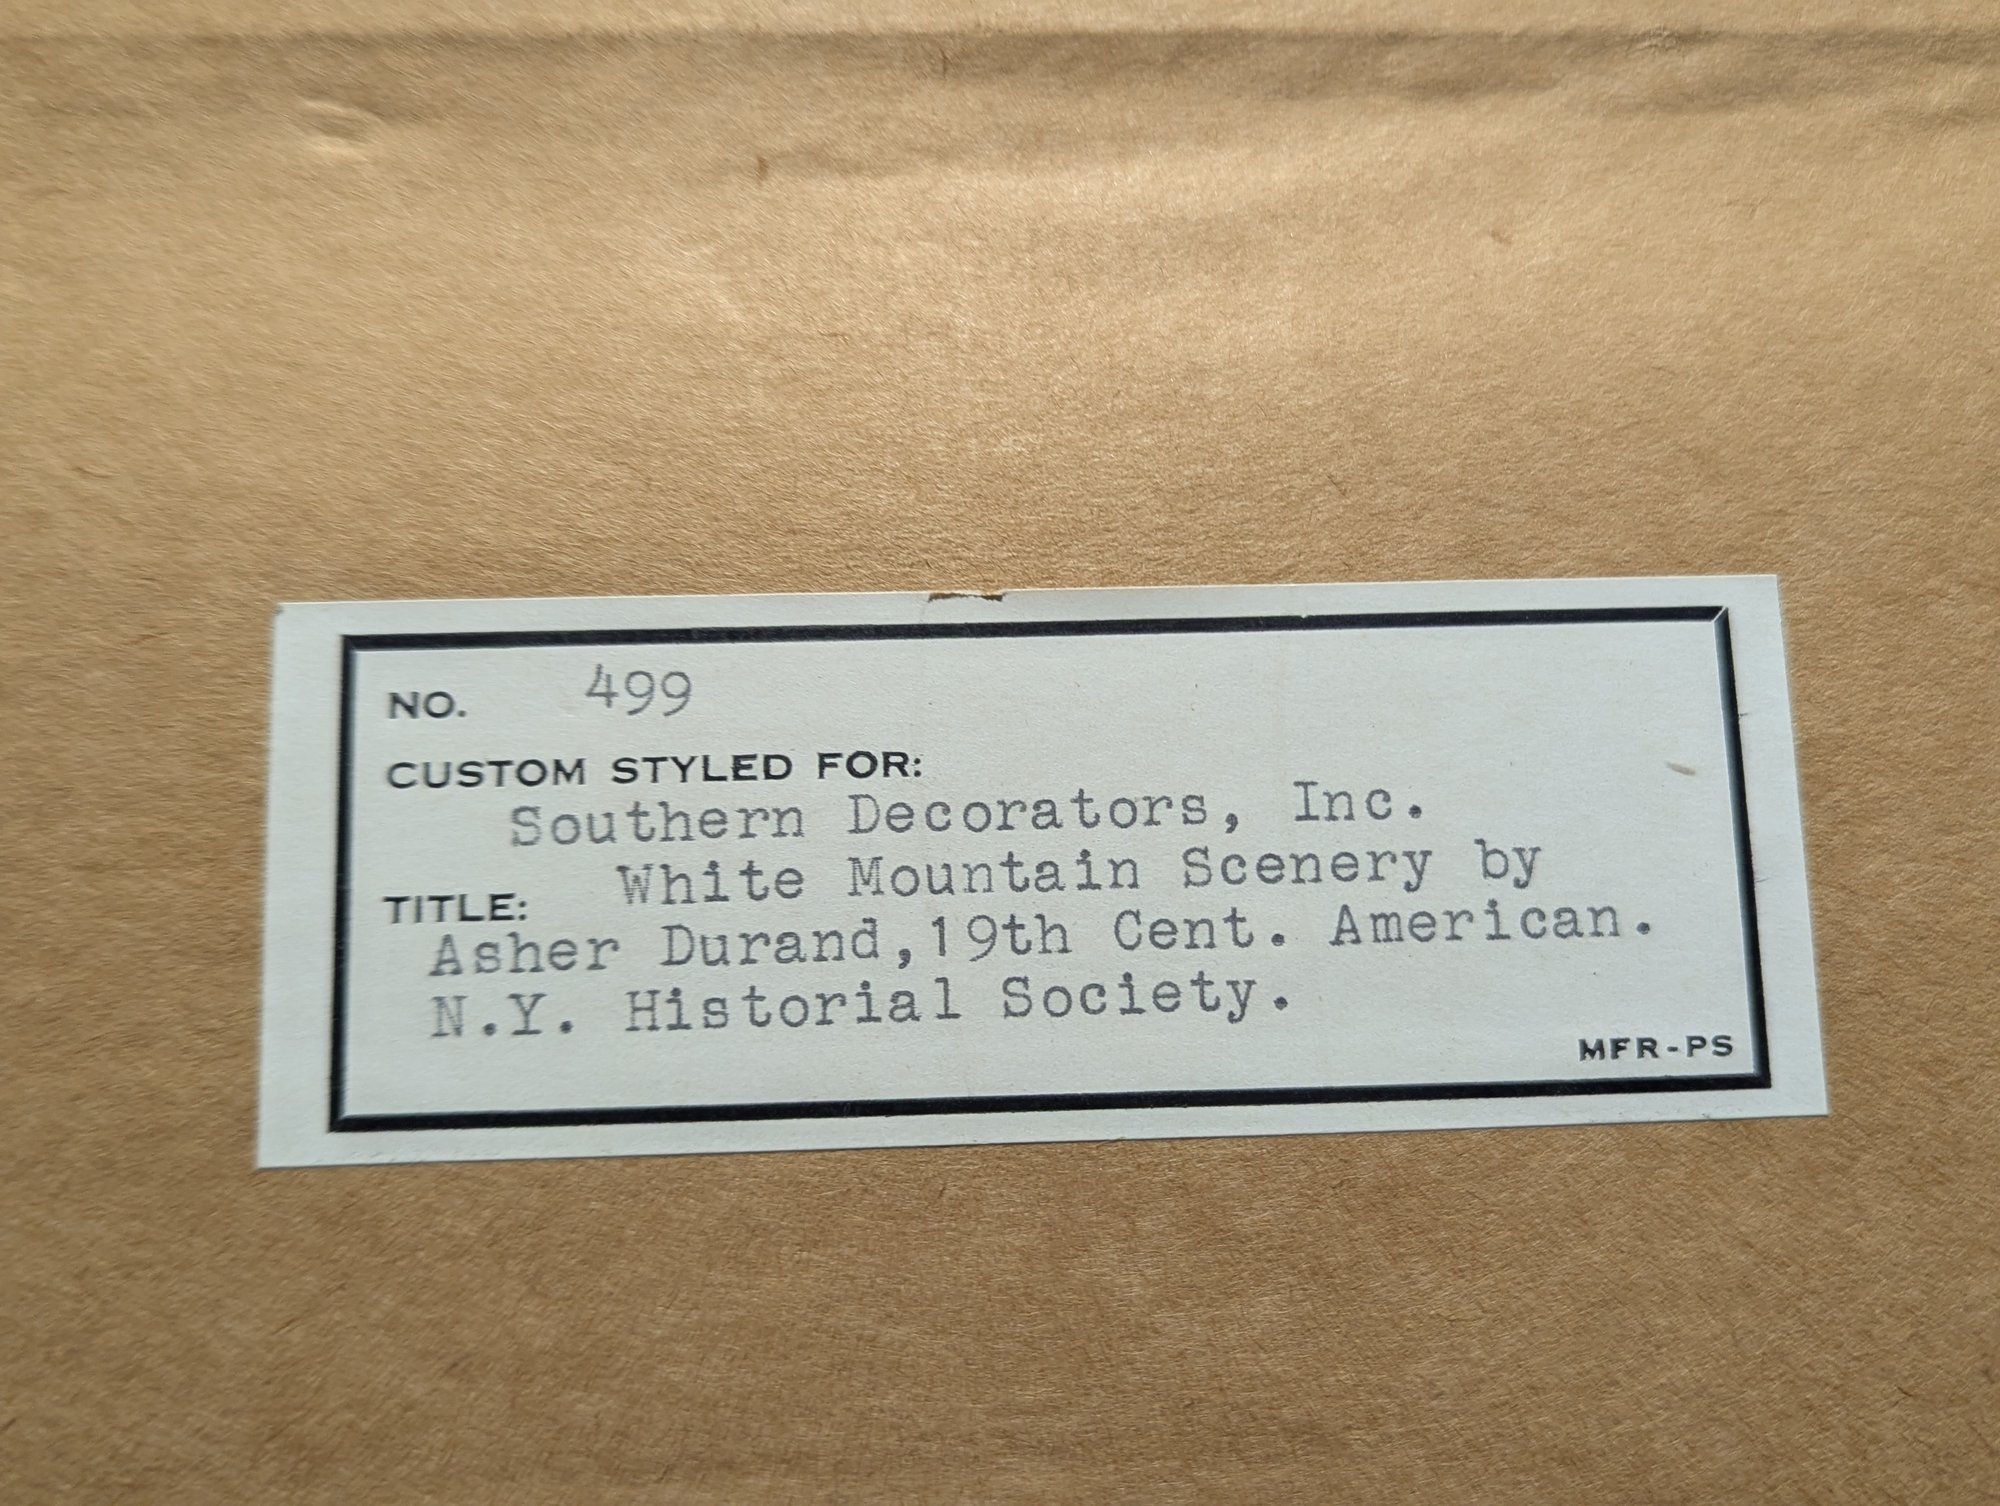 NO. 499
CUSTOM STYLED FOR:
Southern Decorators, Inc.
TITLE: White Mountain Scenery by
Asher Durand,19th Cent. American.
N.Y. Historial Society.
MFR-PS